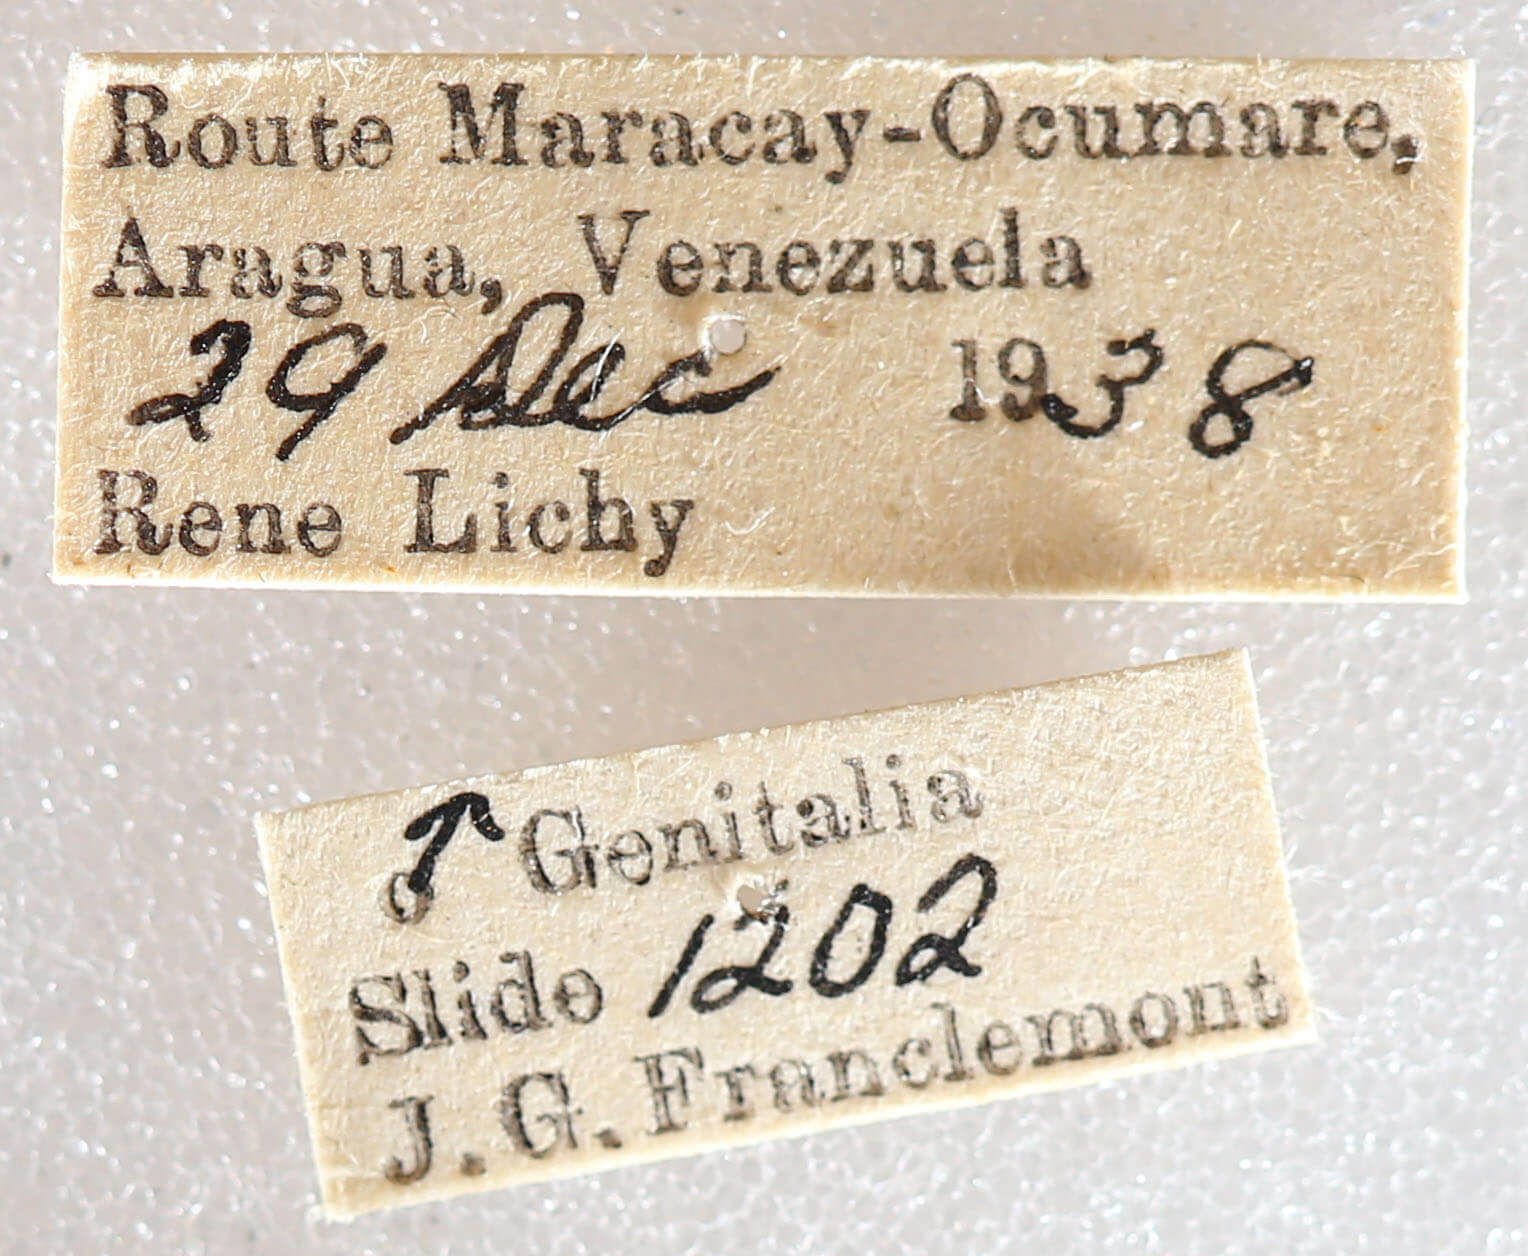 Route Maracay-Ocumare,
Aragua, Venezuela
29 Dec 1938
Rene Lichy
♂ Genitalia
Slide 1202
J. G. Franclemont